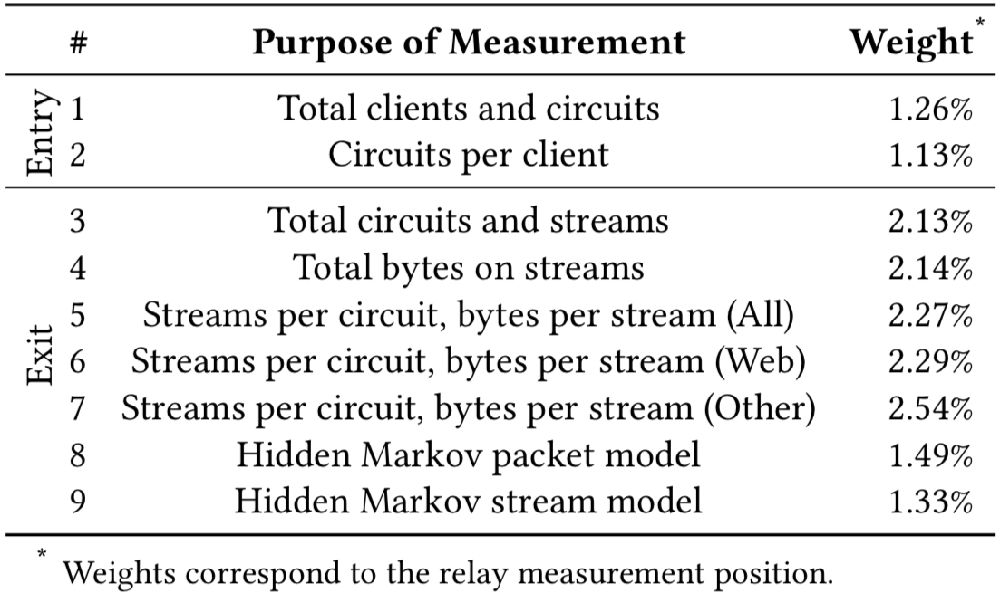 # Purpose of Measurement Weight*
Entry
1 Total clients and circuits 1.26%
2 Circuits per client 1.13%
Exit
3 Total circuits and streams 2.13%
4 Total bytes on streams 2.14%
5 Streams per circuit, bytes per stream (All) 2.27%
6 Streams per circuit, bytes per stream (Web) 2.29%
7 Streams per circuit, bytes per stream (Other) 2.54%
8 Hidden Markov packet model 1.49%
9 Hidden Markov stream model 1.33%
* Weights correspond to the relay measurement position.